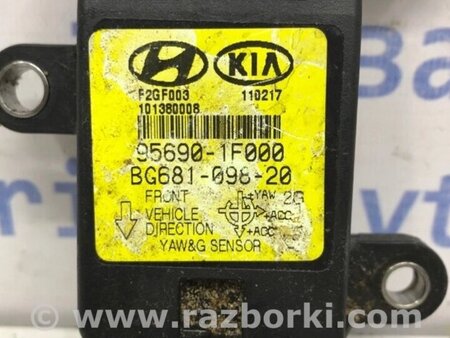 KIA
F2GF003 110217
101380008
95690-1F000
BG681-098-20
FRONT YAW 2G
VEHICLE +ACC
DIRECTION +ACC
YAW&G SENSOR
© www.razborki.com